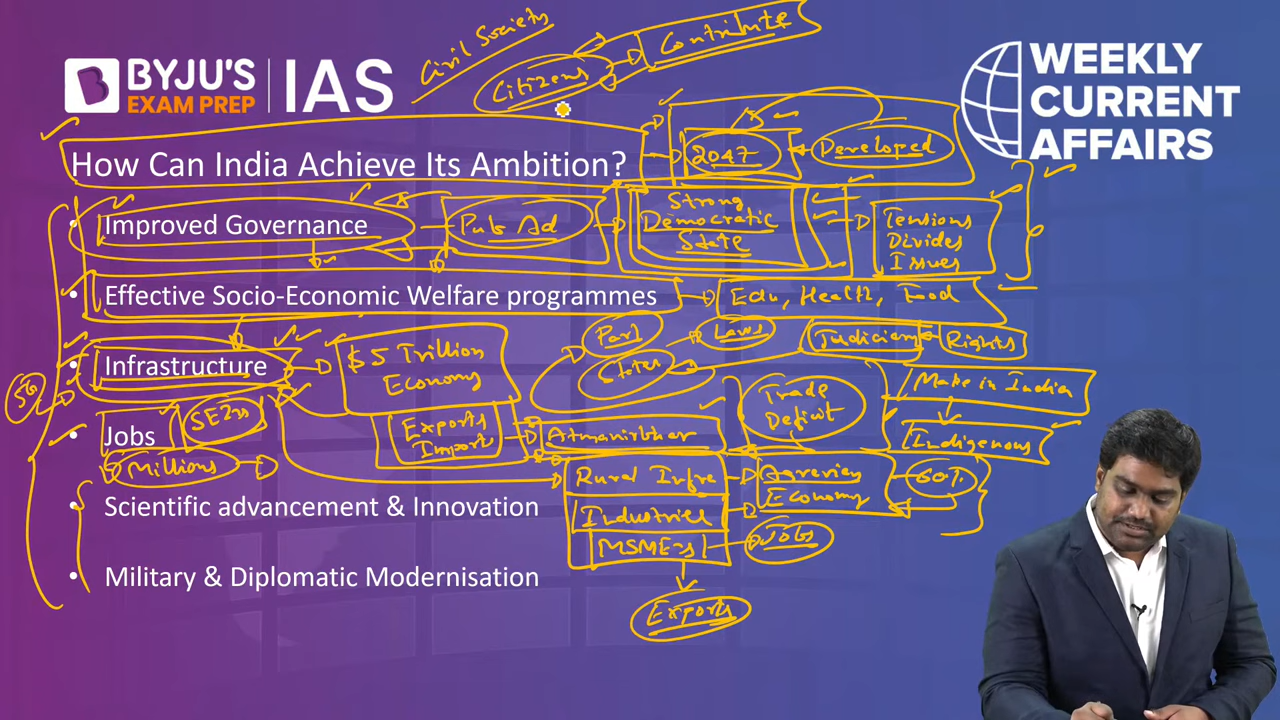 Civil Society
Citizens
Contribute
BYJU'S
EXAM PREP
IAS
WEEKLY
CURRENT
AFFAIRS
How Can India Achieve Its Ambition?
2047
Developed
• Improved Governance
Pub Ad
Strong
Democratic
State
Tensions
Divides
Issues
• Effective Socio-Economic Welfare programmes
Edu, Health, Food
• Infrastructure
$5 Trillion
Economy
Parl
Laws
States
Judiciary
Rights
Exports
Import
Atmanirbhar
Trade
Deficit
Make in India
Indigenous
• Jobs
Millions
Rural Infra
Industries
MSMEs
Agrarian
Economy
60%
Jobs
Exports
• Scientific advancement & Innovation
• Military & Diplomatic Modernisation